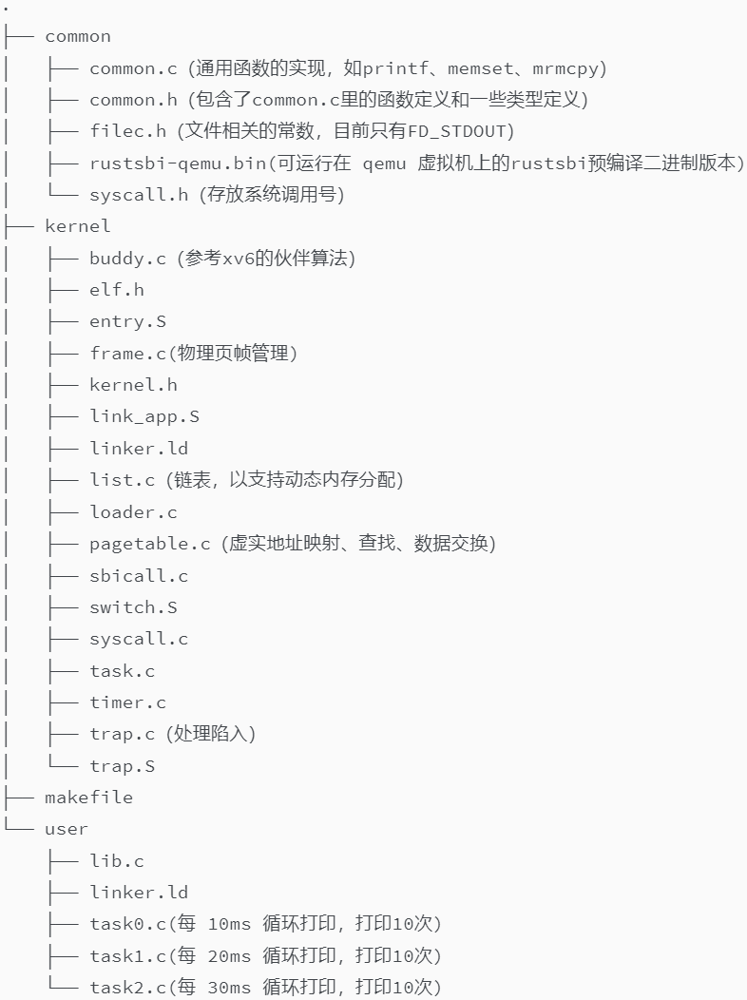 .
├── common
│   ├── common.c (通用函数的实现，如printf、memset、mrmcpy)
│   ├── common.h (包含了common.c里的函数定义和一些类型定义)
│   ├── filec.h (文件相关的常数，目前只有FD_STDOUT)
│   ├── rustsbi-qemu.bin(可运行在 qemu 虚拟机上的rustsbi预编译二进制版本)
│   └── syscall.h (存放系统调用号)
├── kernel
│   ├── buddy.c (参考xv6的伙伴算法)
│   ├── elf.h
│   ├── entry.S
│   ├── frame.c(物理页帧管理)
│   ├── kernel.h
│   ├── link_app.S
│   ├── linker.ld
│   ├── list.c (链表，以支持动态内存分配)
│   ├── loader.c
│   ├── pagetable.c (虚实地址映射、查找、数据交换)
│   ├── sbicall.c
│   ├── switch.S
│   ├── syscall.c
│   ├── task.c
│   ├── timer.c
│   ├── trap.c (处理陷入)
│   └── trap.S
├── makefile
└── user
    ├── lib.c
    ├── linker.ld
    ├── task0.c(每 10ms 循环打印，打印10次)
    ├── task1.c(每 20ms 循环打印，打印10次)
    └── task2.c(每 30ms 循环打印，打印10次)